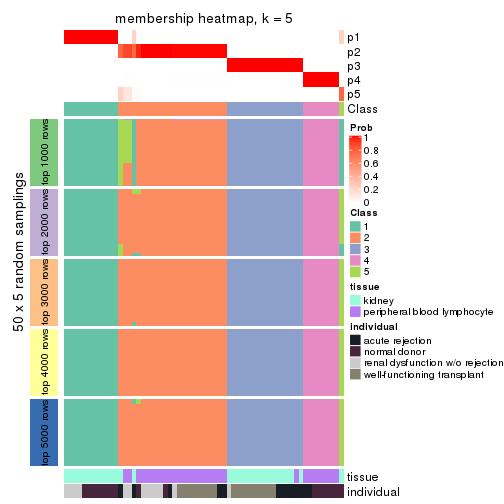 membership heatmap, k = 5
p1
p2
p3
p4
p5
Class
50 x 5 random samplings
top 1000 rows
top 2000 rows
top 3000 rows
top 4000 rows
top 5000 rows
Prob
1
0.8
0.6
0.4
0.2
0
Class
1
2
3
4
5
tissue
kidney
peripheral blood lymphocyte
individual
acute rejection
normal donor
renal dysfunction w/o rejection
well-functioning transplant
tissue
individual